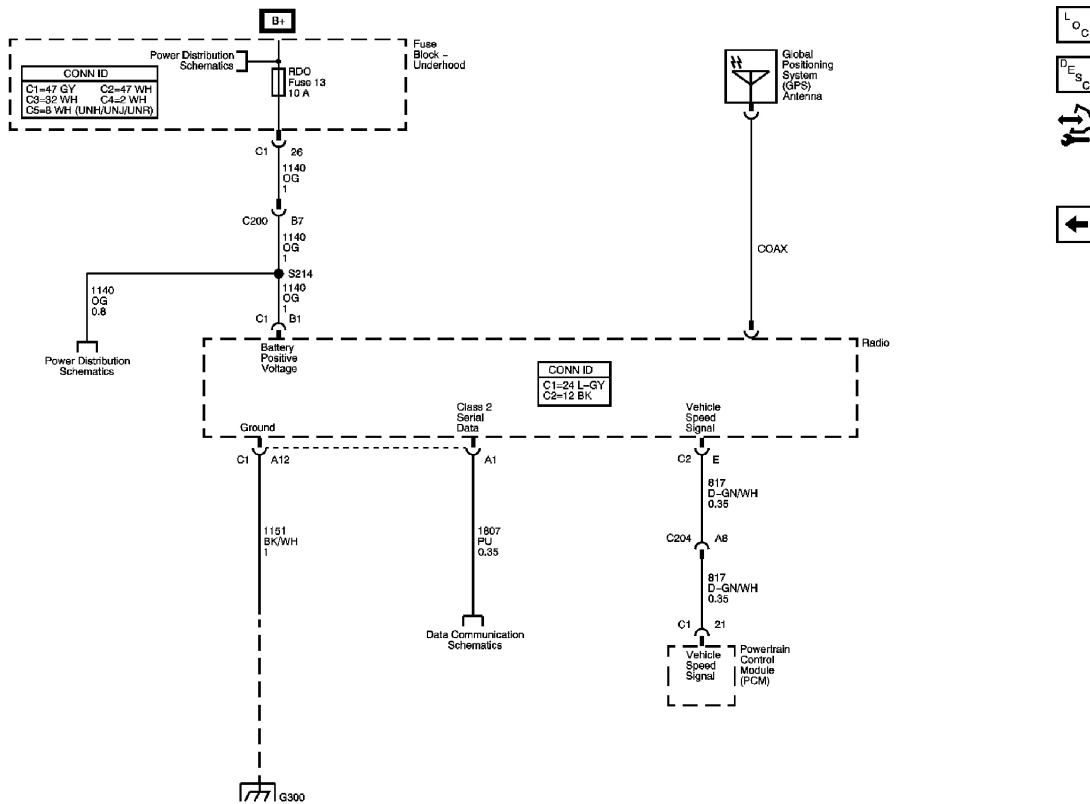 B+
Fuse
Block –
Underhood
Power Distribution
Schematics
RDO
Fuse 13
10 A
CONN ID
C1=47 GY C2=47 WH
C3=32 WH C4=2 WH
C5=8 WH (UNH/UNJ/UNR)
Global
Positioning
System
(GPS)
Antenna
LOC
DESC
C1 26
1140
OG
1
C200 B7
1140
OG
1
COAX
S214
1140
OG
0.8
1140
OG
1
C1 B1
Power Distribution
Schematics
Battery
Positive
Voltage
Radio
CONN ID
C1=24 L–GY
C2=12 BK
Ground
Class 2
Serial
Data
Vehicle
Speed
Signal
C1 A12
A1
C2 E
817
D–GN/WH
0.35
1151
BK/WH
1
1807
PU
0.35
C204 A8
817
D–GN/WH
0.35
C1 21
Data Communication
Schematics
Vehicle
Speed
Signal
Powertrain
Control
Module
(PCM)
G300